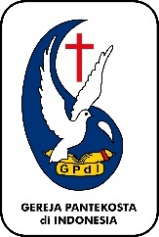 GPdI
GEREJA PANTEKOSTA
di INDONESIA